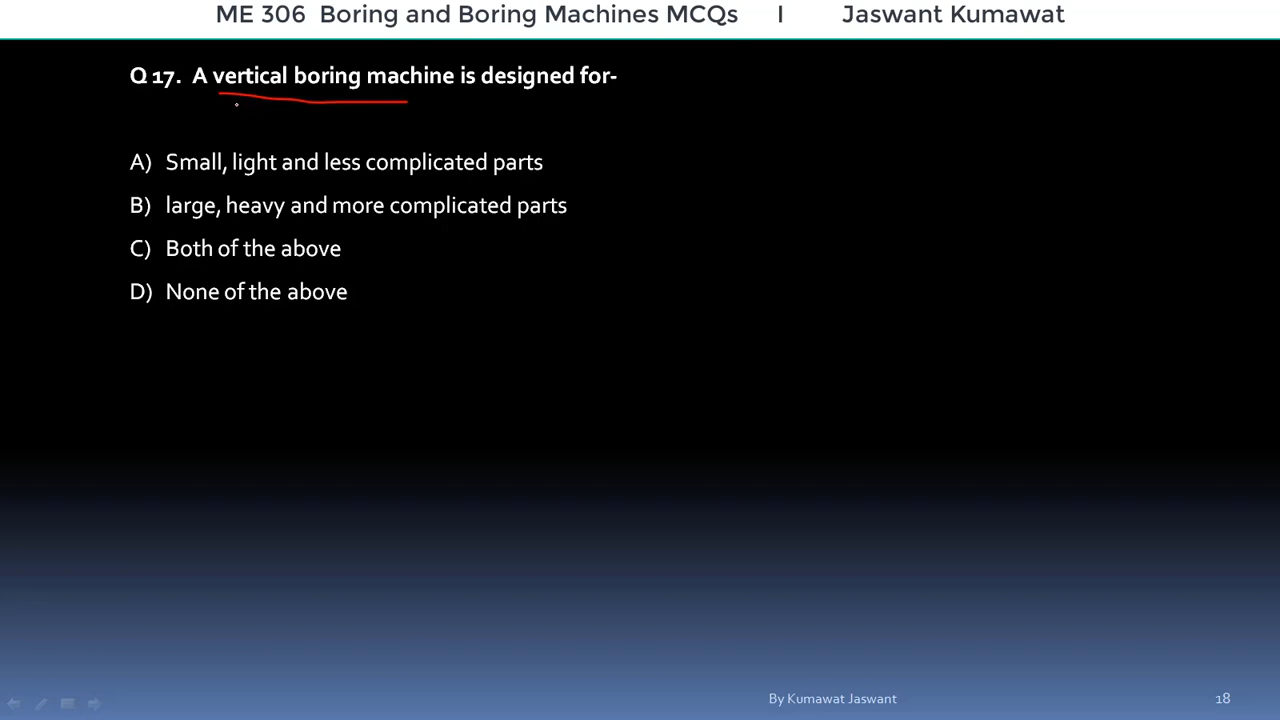 ME 306 Boring and Boring Machines MCQs I Jaswant Kumawat
Q 17. A vertical boring machine is designed for-
A) Small, light and less complicated parts
B) large, heavy and more complicated parts
C) Both of the above
D) None of the above
By Kumawat Jaswant 18